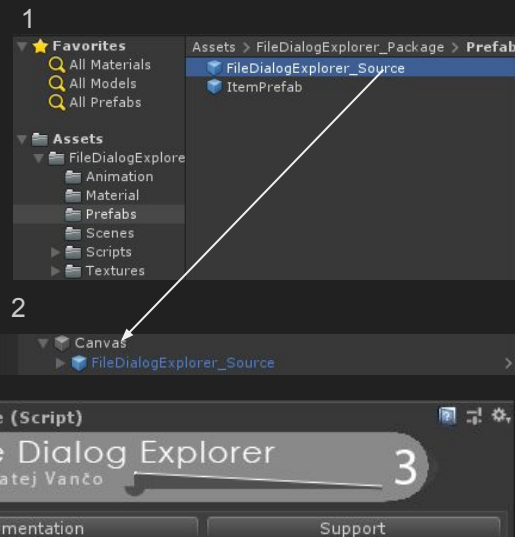 1
Favorites
All Materials
All Models
All Prefabs
Assets
FileDialogExplore
Animation
Material
Prefabs
Scenes
Scripts
Textures
Assets > FileDialogExplorer_Package > Prefab
FileDialogExplorer_Source
ItemPrefab
2
Canvas
FileDialogExplorer_Source
e (Script)
e Dialog Explorer
atej Vančo
3
mentation
Support